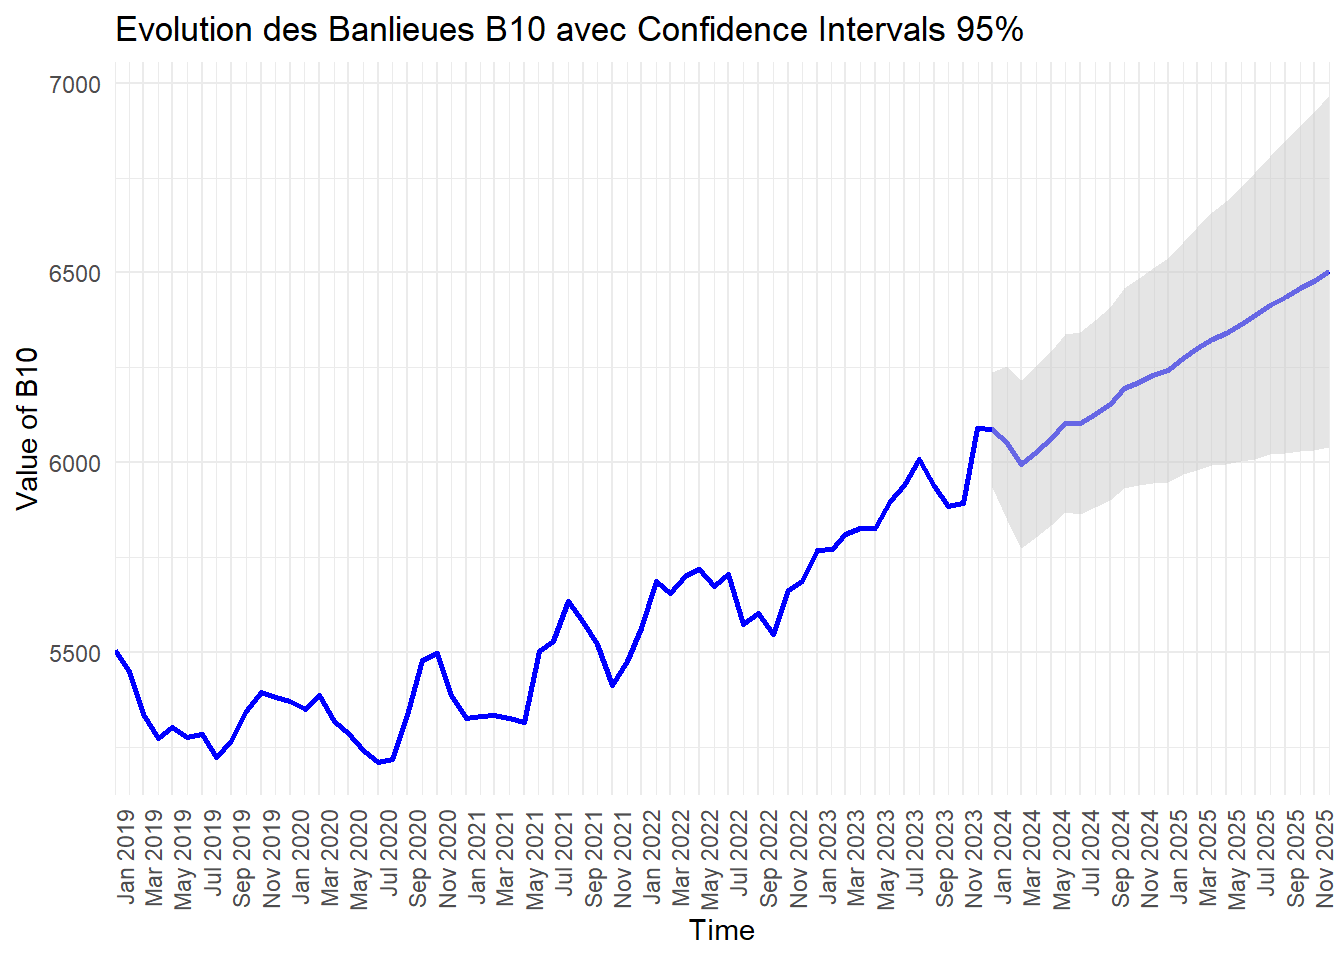 Evolution des Banlieues B10 avec Confidence Intervals 95%
7000
6500
6000
5500
Value of B10
Jan 2019
Mar 2019
May 2019
Jul 2019
Sep 2019
Nov 2019
Jan 2020
Mar 2020
May 2020
Jul 2020
Sep 2020
Nov 2020
Jan 2021
Mar 2021
May 2021
Jul 2021
Sep 2021
Nov 2021
Jan 2022
Mar 2022
May 2022
Jul 2022
Sep 2022
Nov 2022
Jan 2023
Mar 2023
May 2023
Jul 2023
Sep 2023
Nov 2023
Jan 2024
Mar 2024
May 2024
Jul 2024
Sep 2024
Nov 2024
Jan 2025
Mar 2025
May 2025
Jul 2025
Sep 2025
Nov 2025
Time